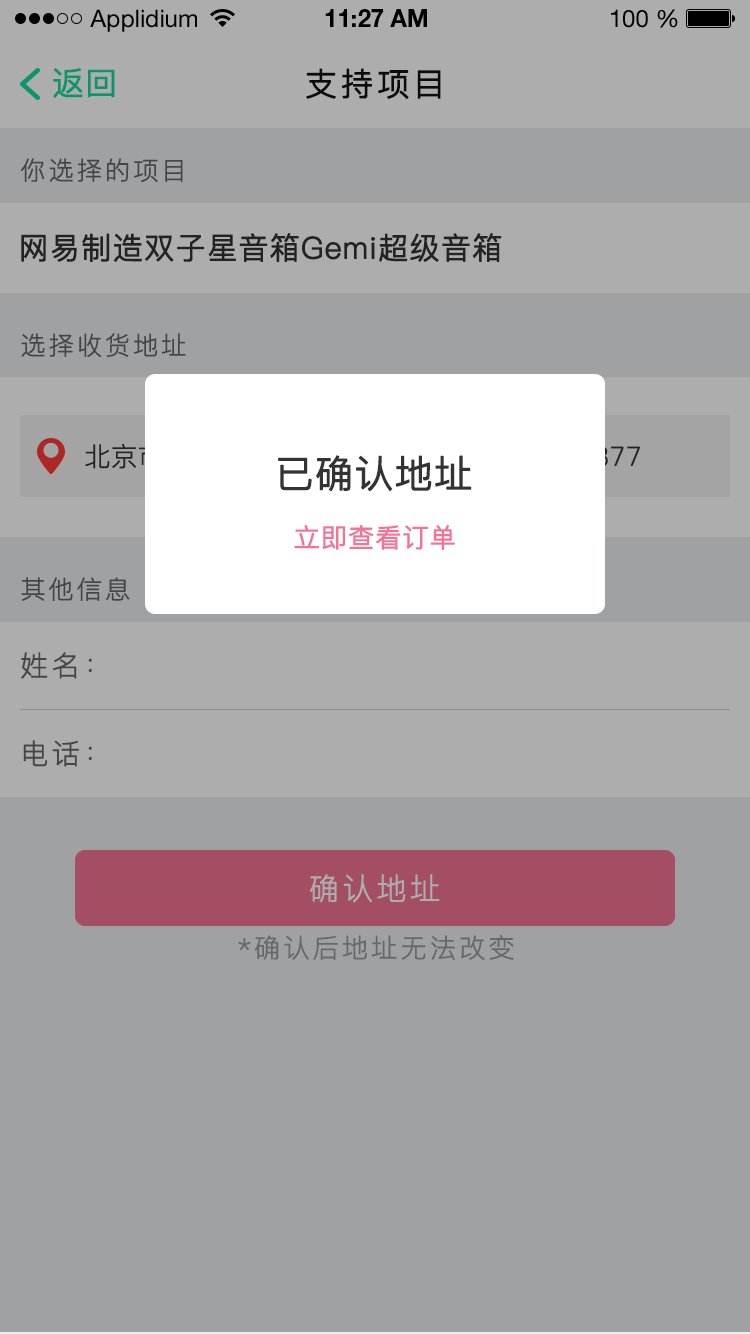 Applidium 11:27 AM 100 %
返回 支持项目
你选择的项目
网易制造双子星音箱Gemi超级音箱
选择收货地址
北京 377
已确认地址
立即查看订单
其他信息
姓名：
电话：
确认地址
*确认后地址无法改变